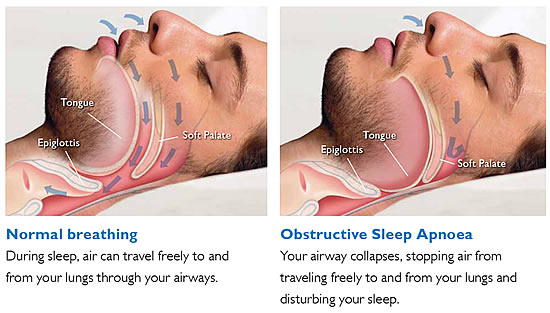 Tongue
Soft Palate
Epiglottis
Tongue
Epiglottis
Soft Palate
Normal breathing
During sleep, air can travel freely to and
from your lungs through your airways.
Obstructive Sleep Apnoea
Your airway collapses, stopping air from
traveling freely to and from your lungs and
disturbing your sleep.